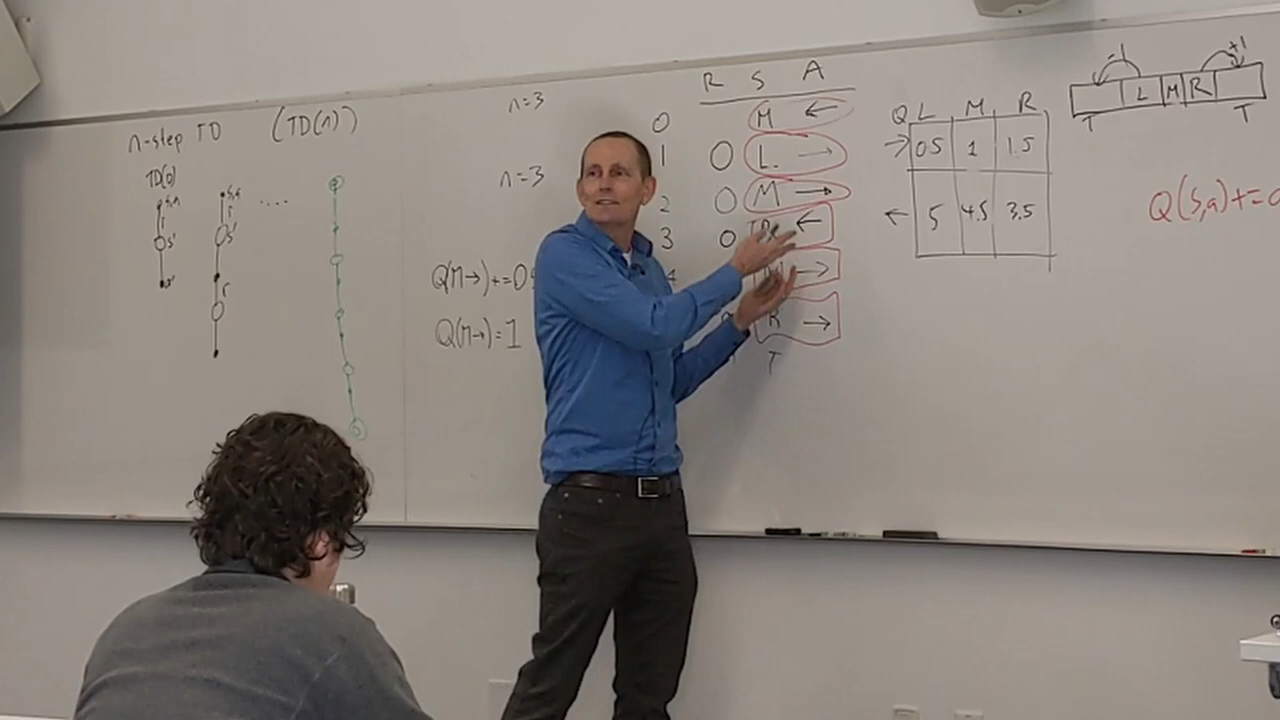 n-step TD (TD(n))
TD(0)
s,a
r
s'
a'
s,a
r
s'
r
....
n=3
n=3
Q(M→)+=0
Q(M→)=1
R S A
0 M ←
1 0 L. →
2 0 M →
3 0 ←
→
R →
T
Q L M R
→ 0.5 1 1.5
← 5 4.5 3.5
-1 +1
L M R
T T
Q(S,a)+=